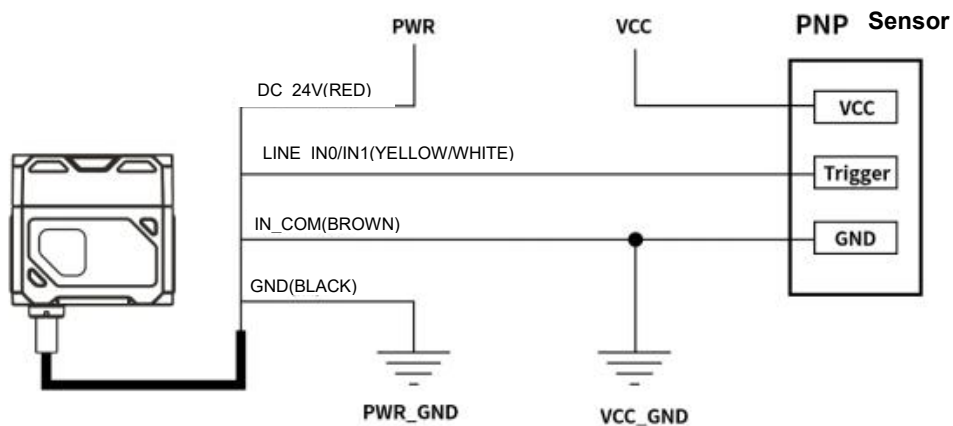 PWR
VCC
PNP Sensor
DC 24V(RED)
VCC
LINE IN0/IN1(YELLOW/WHITE)
Trigger
IN_COM(BROWN)
GND
GND(BLACK)
PWR_GND
VCC_GND